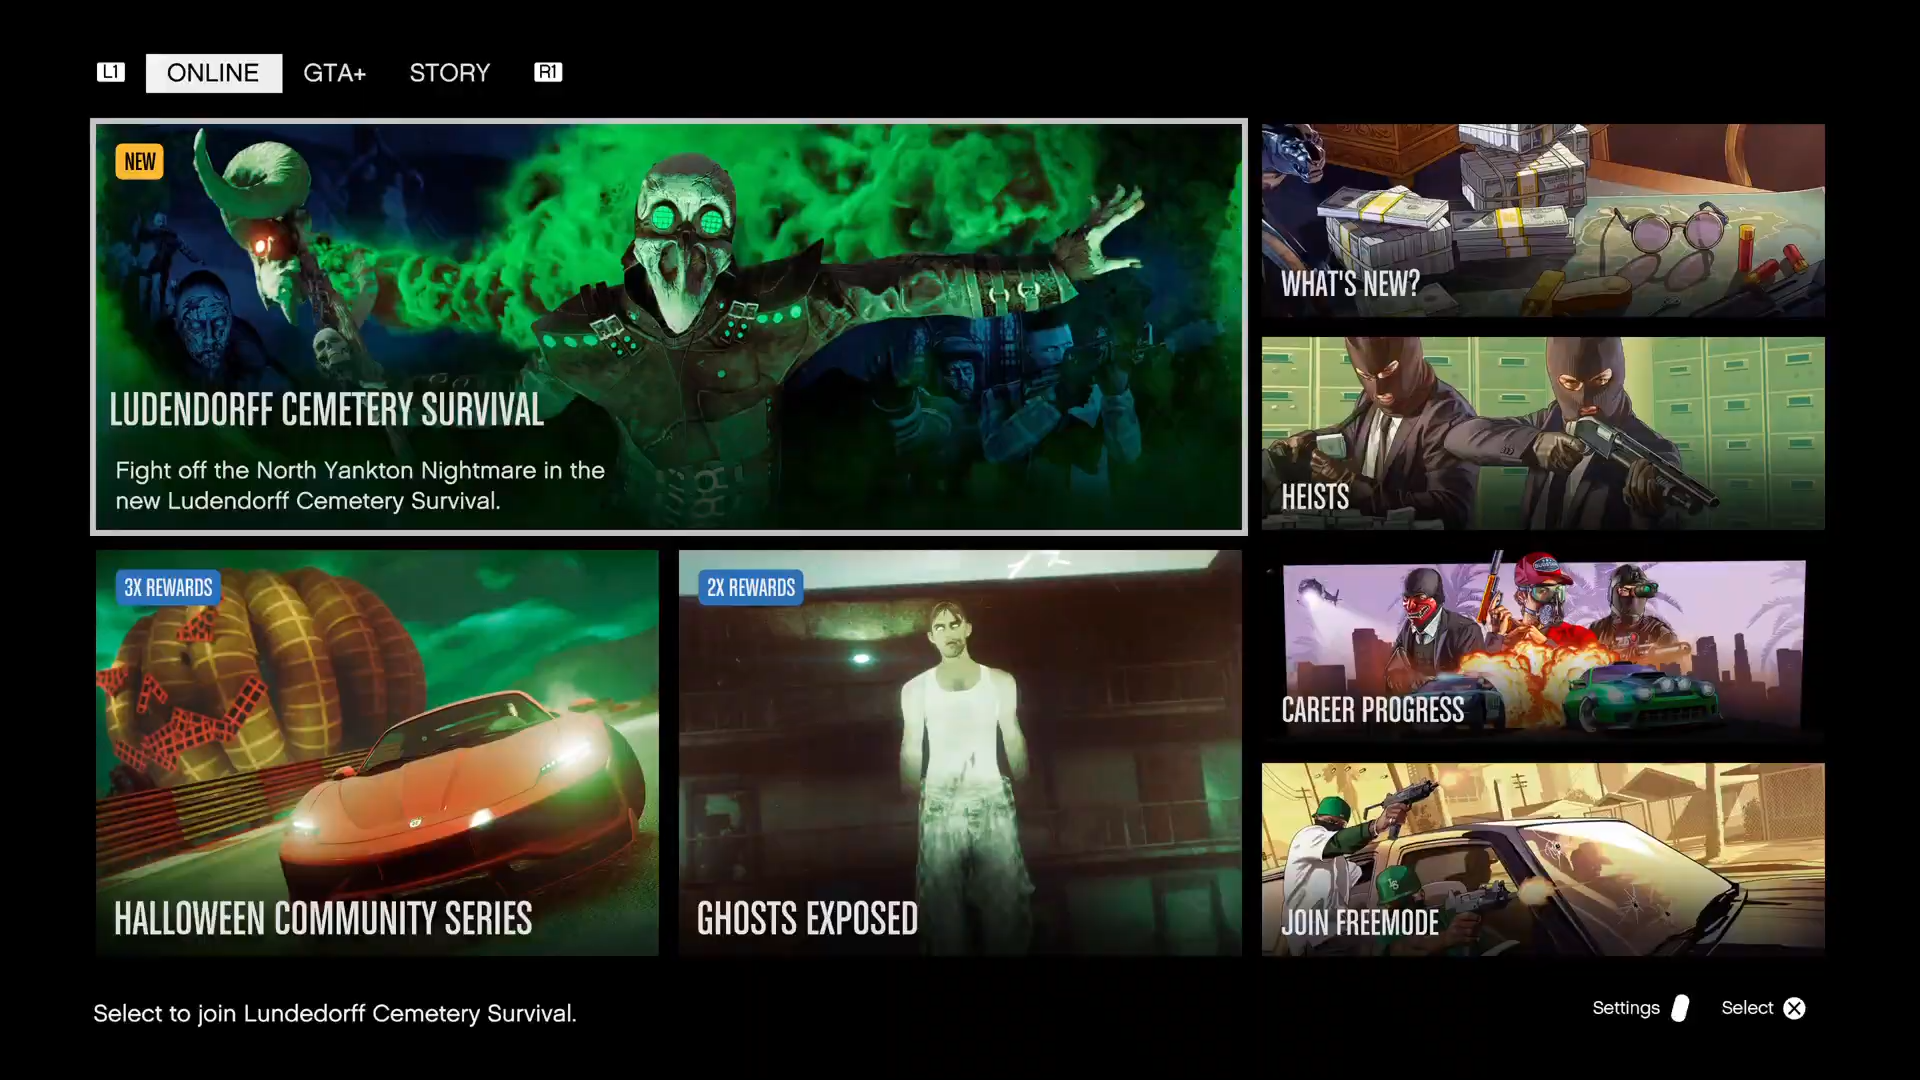 L1 ONLINE GTA+ STORY R1
NEW
LUDENDORFF CEMETERY SURVIVAL
Fight off the North Yankton Nightmare in the
new Ludendorff Cemetery Survival.
WHAT'S NEW?
HEISTS
3X REWARDS
HALLOWEEN COMMUNITY SERIES
2X REWARDS
GHOSTS EXPOSED
CAREER PROGRESS
JOIN FREEMODE
Select to join Lundedorff Cemetery Survival.
Settings Select